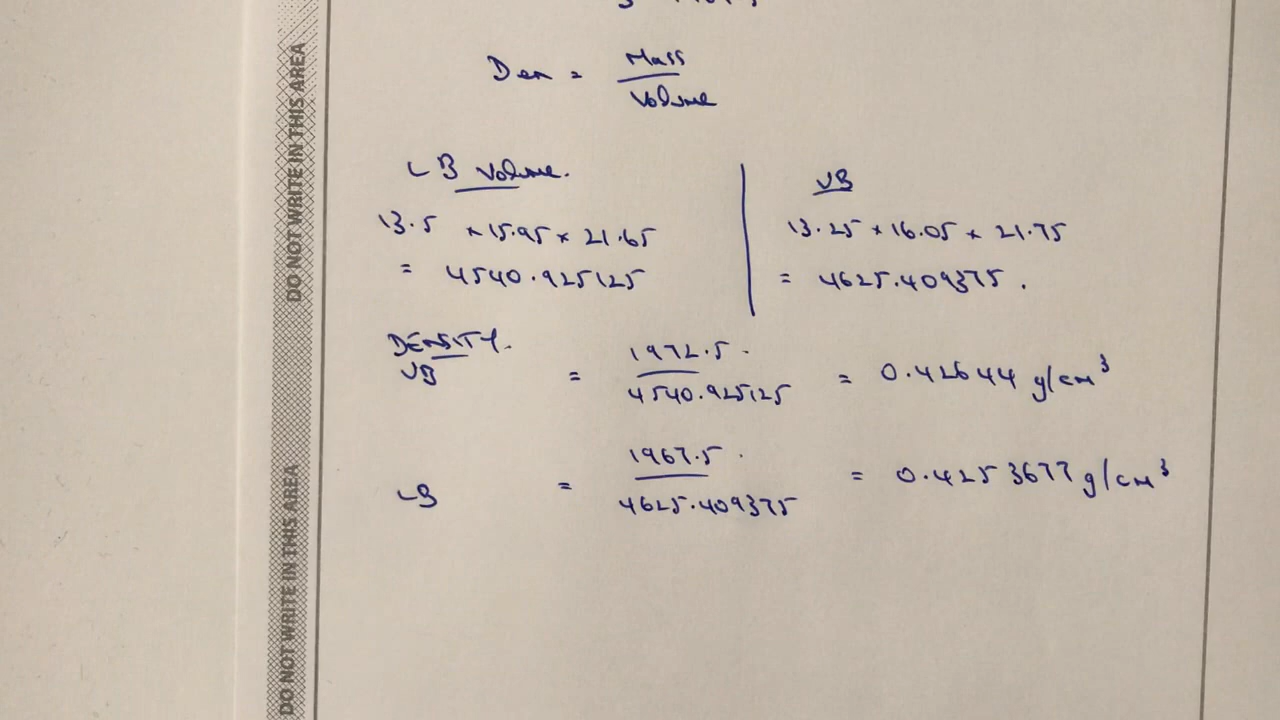 DO NOT WRITE IN THIS AREA
DO NOT WRITE IN THIS AREA
Den = Mass / Volume
LB Volume.
13.5 × 15.95 × 21.65
= 4540.925125
UB
13.25 × 16.05 × 21.75
= 4625.409375.
DENSITY.
UB = 1972.5 / 4540.925125 = 0.42644 g/cm³
LB = 1967.5 / 4625.409375 = 0.4253677 g/cm³